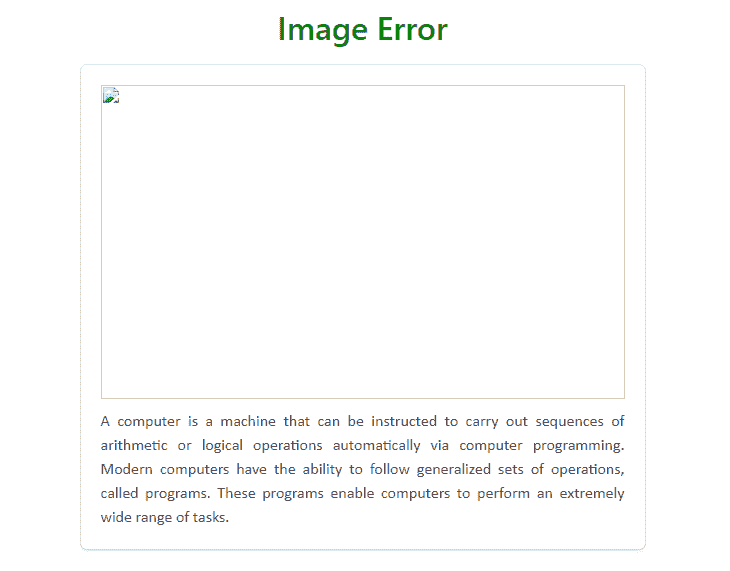 Image Error
A computer is a machine that can be instructed to carry out sequences of
arithmetic or logical operations automatically via computer programming.
Modern computers have the ability to follow generalized sets of operations,
called programs. These programs enable computers to perform an extremely
wide range of tasks.